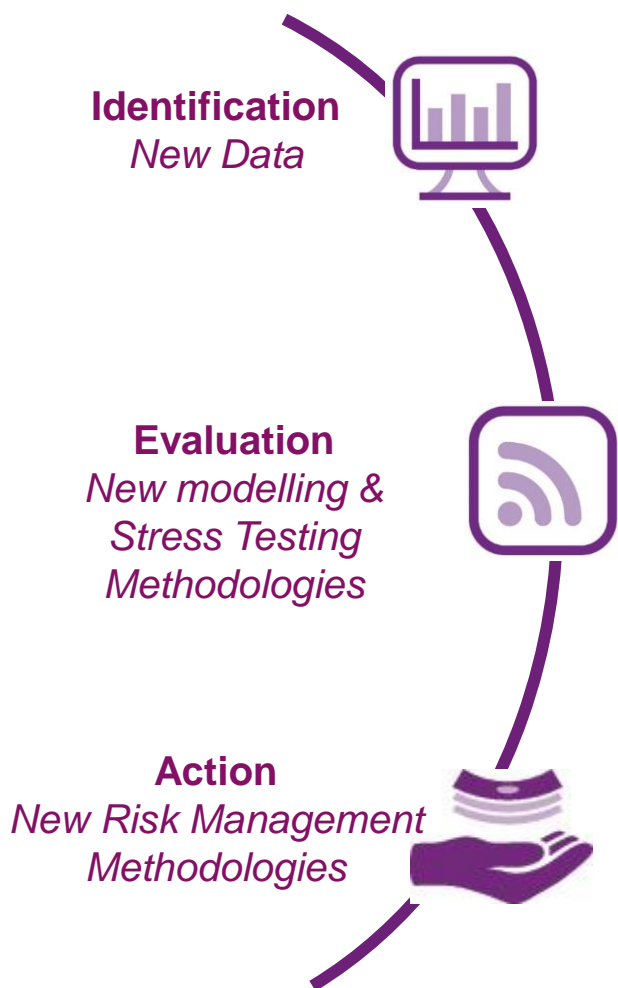 Identification
New Data
Evaluation
New modelling &
Stress Testing
Methodologies
Action
New Risk Management
Methodologies